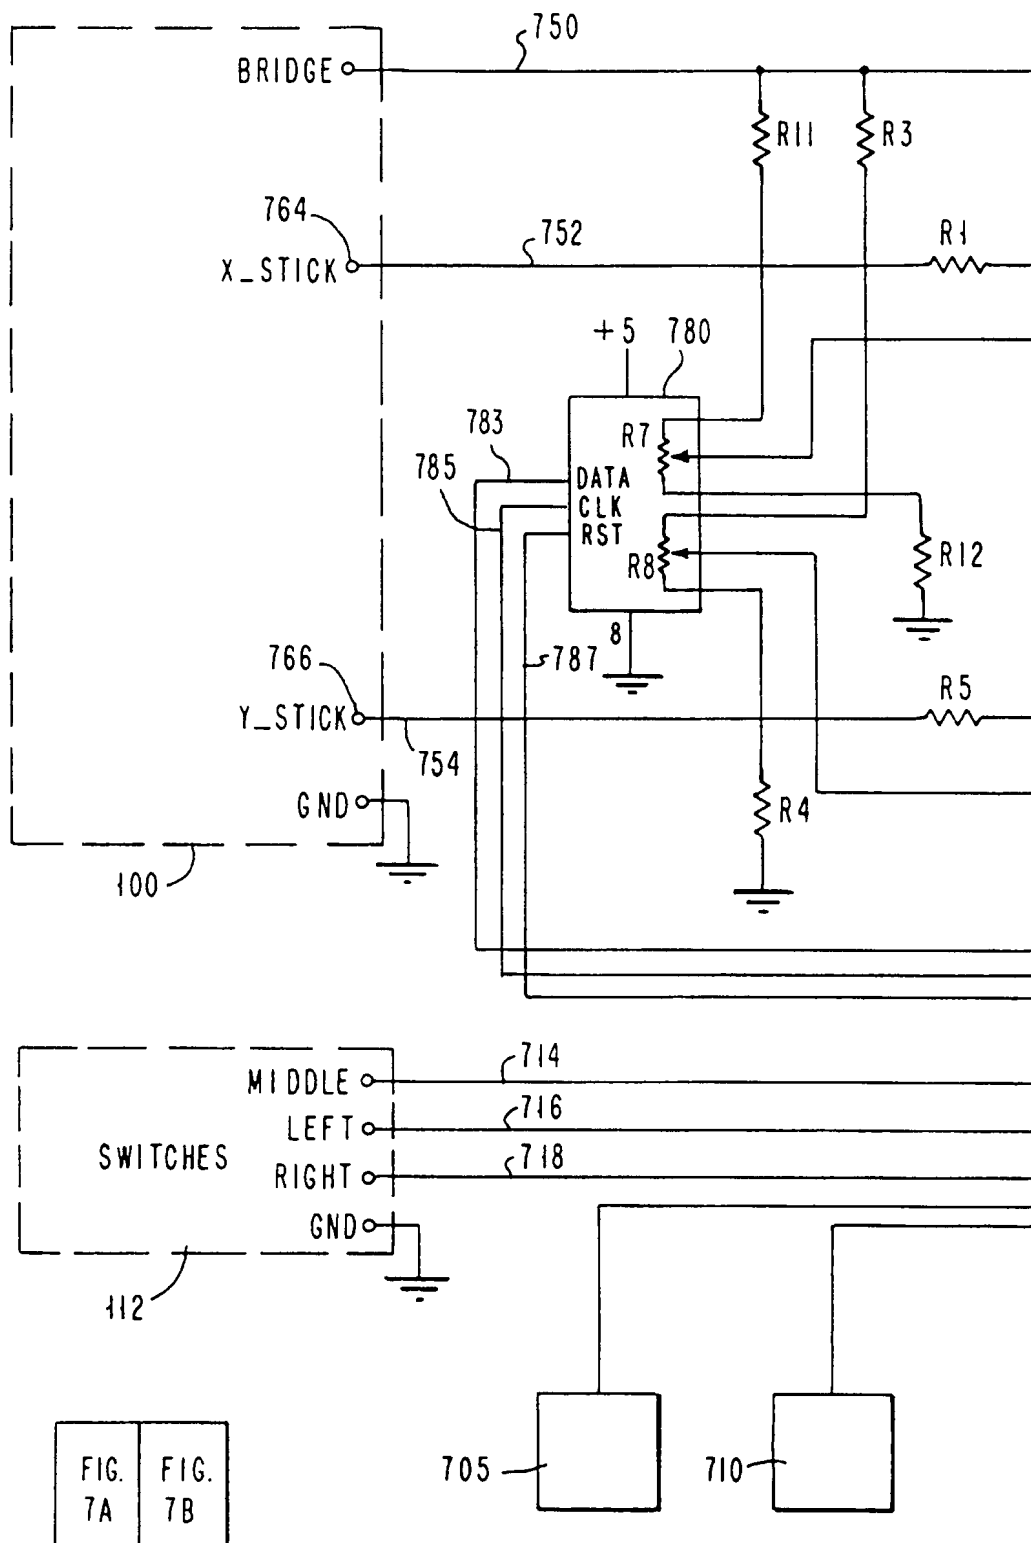 750
BRIDGE
R11
R3
764
752
R1
X_STICK
+5
780
783
R7
785
DATA
CLK
RST
R8
R12
8
787
766
R5
Y_STICK
754
GND
R4
100
714
MIDDLE
716
LEFT
SWITCHES
718
RIGHT
GND
112
705
710
FIG.
7A
FIG.
7B